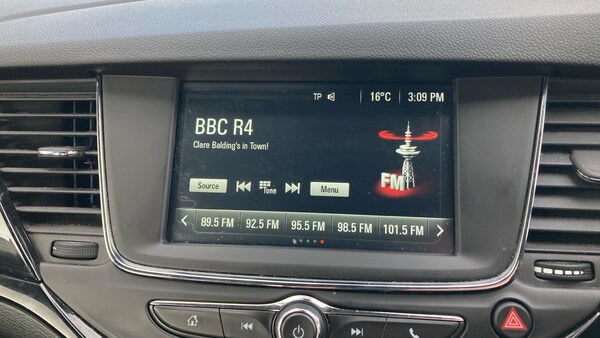 TP 16°C 3:09 PM
BBC R4
Clare Balding's in Town!
FM
Source Tune Menu
89.5 FM 92.5 FM 95.5 FM 98.5 FM 101.5 FM